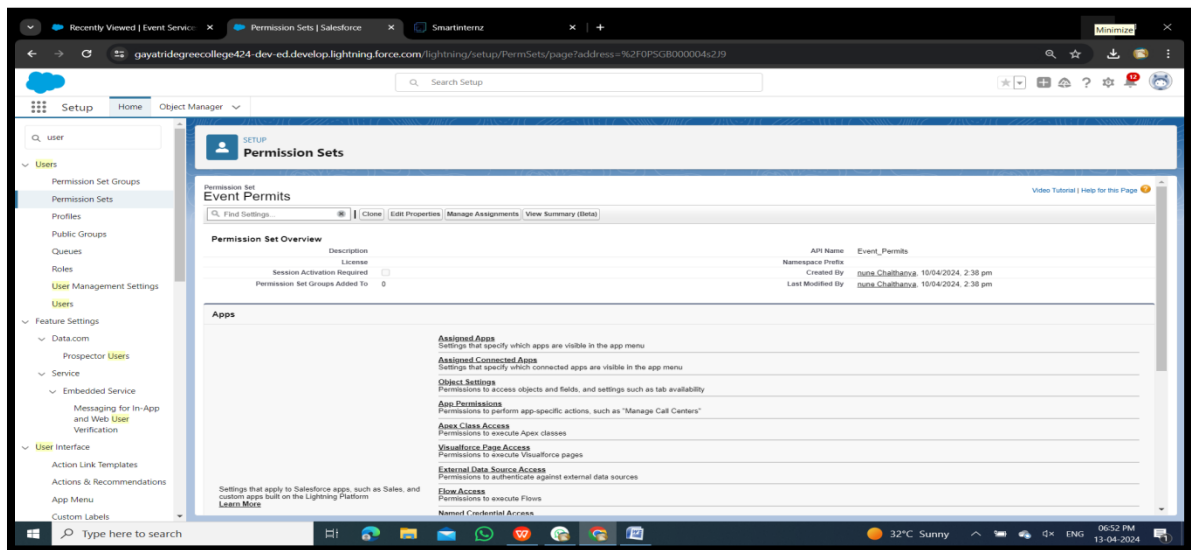 Recently Viewed | Event Service
Permission Sets | Salesforce
Smartinternz
Minimize
gayatridegreecollege424-dev-ed.develop.lightning.force.com/lightning/setup/PermSets/page?address=%2F0PSGB000004s2J9
Search Setup
12
Setup
Home
Object Manager
user
Users
Permission Set Groups
Permission Sets
Profiles
Public Groups
Queues
Roles
User Management Settings
Users
Feature Settings
Data.com
Prospector Users
Service
Embedded Service
Messaging for In-App
and Web User
Verification
User Interface
Action Link Templates
Actions & Recommendations
App Menu
Custom Labels
SETUP
Permission Sets
Permission Set
Event Permits
Video Tutorial | Help for this Page
Find Settings...
Clone
Edit Properties
Manage Assignments
View Summary (Beta)
Permission Set Overview
Description
API Name Event_Permits
License
Namespace Prefix
Session Activation Required
Created By nune Chaithanya, 10/04/2024, 2:38 pm
Permission Set Groups Added To 0
Last Modified By nune Chaithanya, 10/04/2024, 2:38 pm
Apps
Settings that apply to Salesforce apps, such as Sales, and
custom apps built on the Lightning Platform
Learn More
Assigned Apps
Settings that specify which apps are visible in the app menu
Assigned Connected Apps
Settings that specify which connected apps are visible in the app menu
Object Settings
Permissions to access objects and fields, and settings such as tab availability
App Permissions
Permissions to perform app-specific actions, such as "Manage Call Centers"
Apex Class Access
Permissions to execute Apex classes
Visualforce Page Access
Permissions to execute Visualforce pages
External Data Source Access
Permissions to authenticate against external data sources
Flow Access
Permissions to execute Flows
Named Credential Access
Type here to search
32°C Sunny
ENG
06:52 PM
13-04-2024